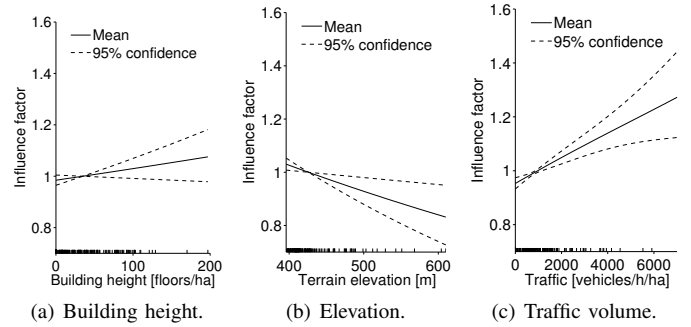 1.6
1.4
1.2
1
0.8
Influence factor
Mean
95% confidence
0
100
200
Building height [floors/ha]
(a) Building height.
1.6
1.4
1.2
1
0.8
Influence factor
Mean
95% confidence
400
500
600
Terrain elevation [m]
(b) Elevation.
1.6
1.4
1.2
1
0.8
Influence factor
Mean
95% confidence
0
2000
4000
6000
Traffic [vehicles/h/ha]
(c) Traffic volume.